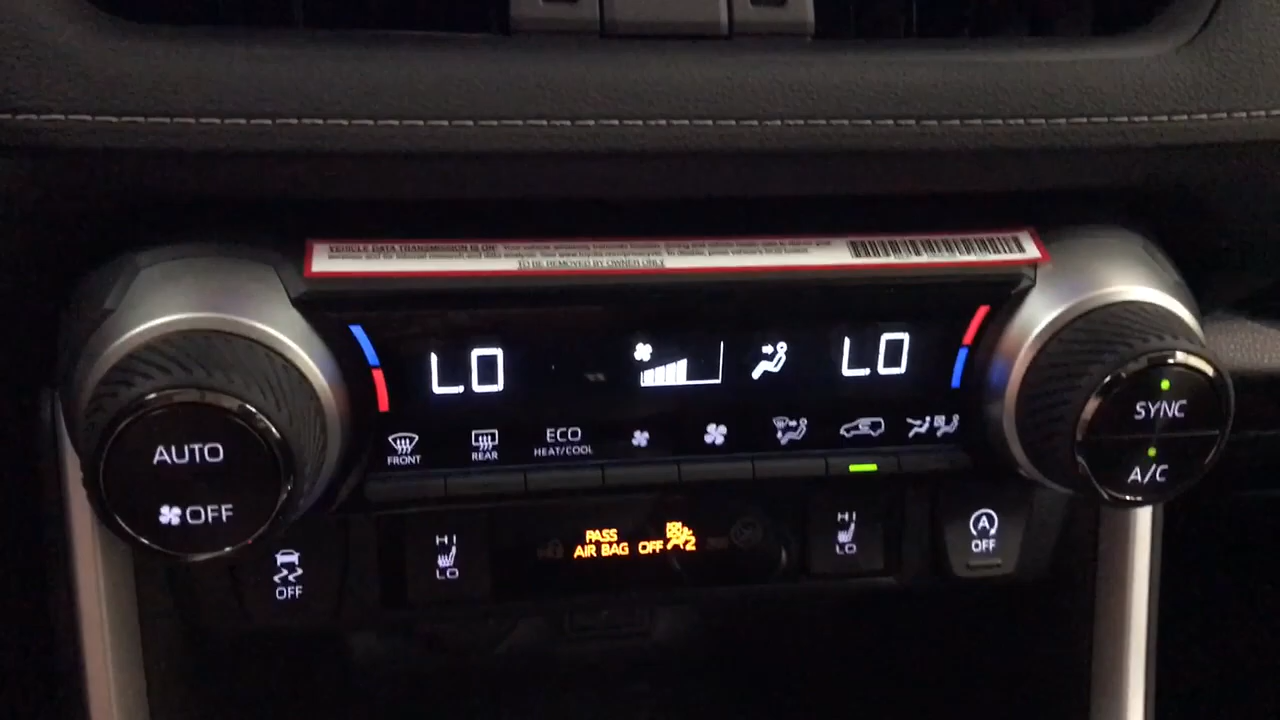 VEHICLE DATA TRANSMISSION IS ON!
TO BE REMOVED BY OWNER ONLY
LO
LO
FRONT
REAR
ECO
HEAT/COOL
AUTO
OFF
SYNC
A/C
OFF
HI
LO
PASS
AIR BAG OFF
2
HI
LO
A
OFF